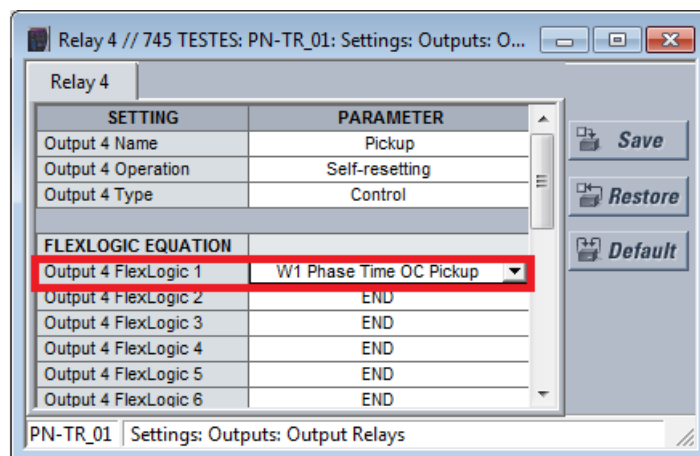 Relay 4 // 745 TESTES: PN-TR_01: Settings: Outputs: O...
Relay 4
SETTING PARAMETER
Output 4 Name Pickup
Output 4 Operation Self-resetting
Output 4 Type Control
FLEXLOGIC EQUATION
Output 4 FlexLogic 1 W1 Phase Time OC Pickup
Output 4 FlexLogic 2 END
Output 4 FlexLogic 3 END
Output 4 FlexLogic 4 END
Output 4 FlexLogic 5 END
Output 4 FlexLogic 6 END
Save
Restore
Default
PN-TR_01 Settings: Outputs: Output Relays